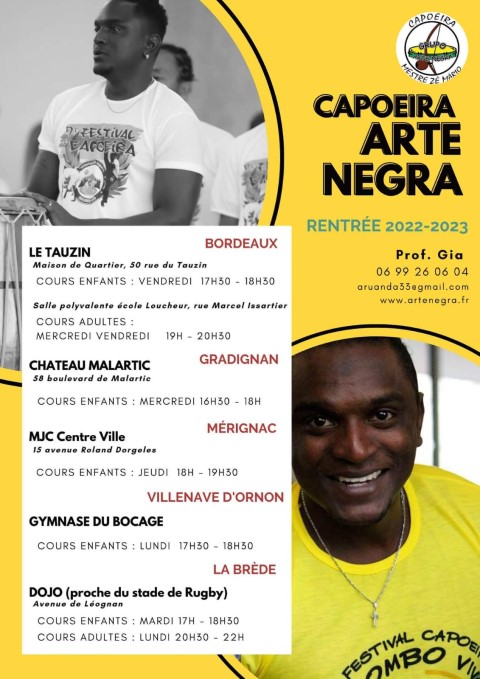 CAPOEIRA
GRUPO
MESTRE ZÉ MARIO
FESTIVAL
CAPOEIRA
CAPOEIRA
ARTE
NEGRA
RENTRÉE 2022-2023
Prof. Gia
06 99 26 06 04
aruanda33@gmail.com
www.artenegra.fr
BORDEAUX
LE TAUZIN
Maison de Quartier, 50 rue du Tauzin
COURS ENFANTS : VENDREDI 17H30 - 18H30
Salle polyvalente école Loucheur, rue Marcel Issartier
COURS ADULTES :
MERCREDI VENDREDI 19H - 20H30
GRADIGNAN
CHATEAU MALARTIC
58 boulevard de Malartic
COURS ENFANTS : MERCREDI 16H30 - 18H
MÉRIGNAC
MJC Centre Ville
15 avenue Roland Dorgeles
COURS ENFANTS : JEUDI 18H - 19H30
VILLENAVE D'ORNON
GYMNASE DU BOCAGE
COURS ENFANTS : LUNDI 17H30 - 18H30
LA BRÈDE
DOJO (proche du stade de Rugby)
Avenue de Léognan
COURS ENFANTS : MARDI 17H - 18H30
COURS ADULTES : LUNDI 20H30 - 22H
FESTIVAL CAPOEI
OMBO VIV